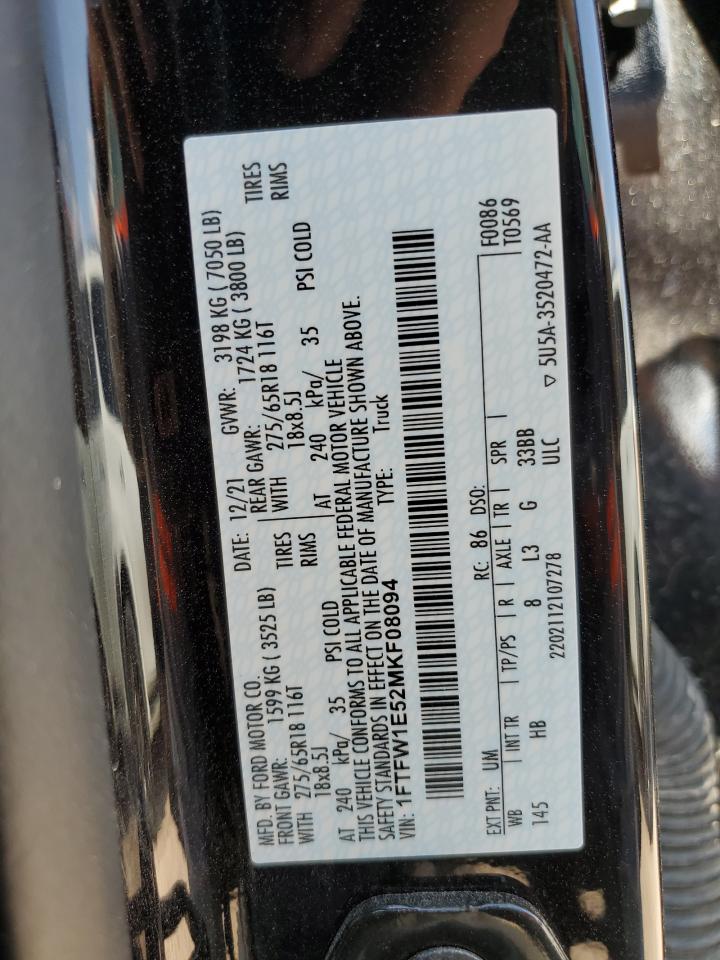 MFD. BY FORD MOTOR CO. DATE: 12/21 GVWR: 3198 KG ( 7050 LB)
FRONT GAWR: 1599 KG ( 3525 LB) REAR GAWR: 1724 KG ( 3800 LB)
WITH 275/65R18 116T TIRES WITH 275/65R18 116T TIRES
18x8.5J RIMS 18x8.5J RIMS
AT 240 kPa/ 35 PSI COLD AT 240 kPa/ 35 PSI COLD
THIS VEHICLE CONFORMS TO ALL APPLICABLE FEDERAL MOTOR VEHICLE
SAFETY STANDARDS IN EFFECT ON THE DATE OF MANUFACTURE SHOWN ABOVE.
VIN: 1FTFW1E52MKF08094 TYPE: Truck
EXT PNT: UM RC: 86 DSO: F0086
WB INT TR TP/PS R AXLE TR SPR T0569
145 HB 8 L3 G 33BB
2202112107278 ULC ▽ 5U5A-3520472-AA